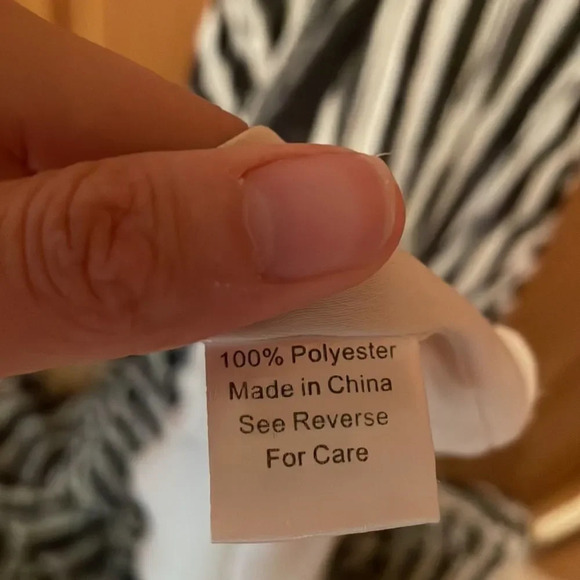 100% Polyester
Made in China
See Reverse
For Care